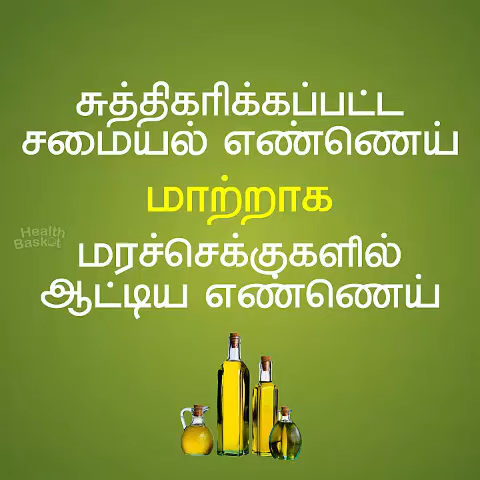 சுத்திகரிக்கப்பட்ட
சமையல் எண்ணெய்
மாற்றாக
Health
Basket
மரச்செக்குகளில்
ஆட்டிய எண்ணெய்